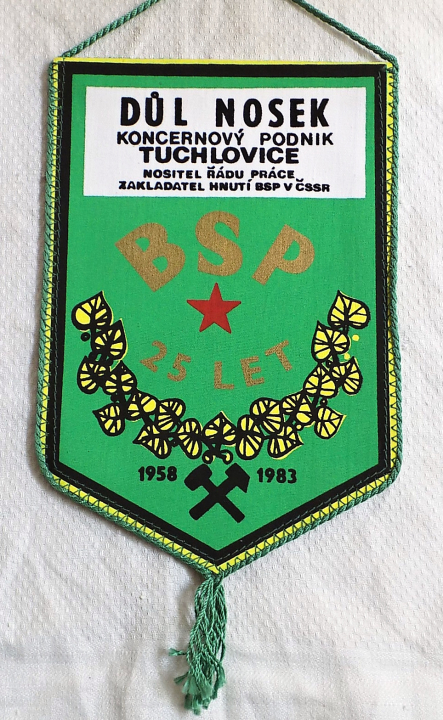 DŮL NOSEK
KONCERNOVÝ PODNIK
TUCHLOVICE
NOSITEL ŘÁDU PRÁCE
ZAKLADATEL HNUTÍ BSP V ČSSR
BSP
25 LET
1958 1983